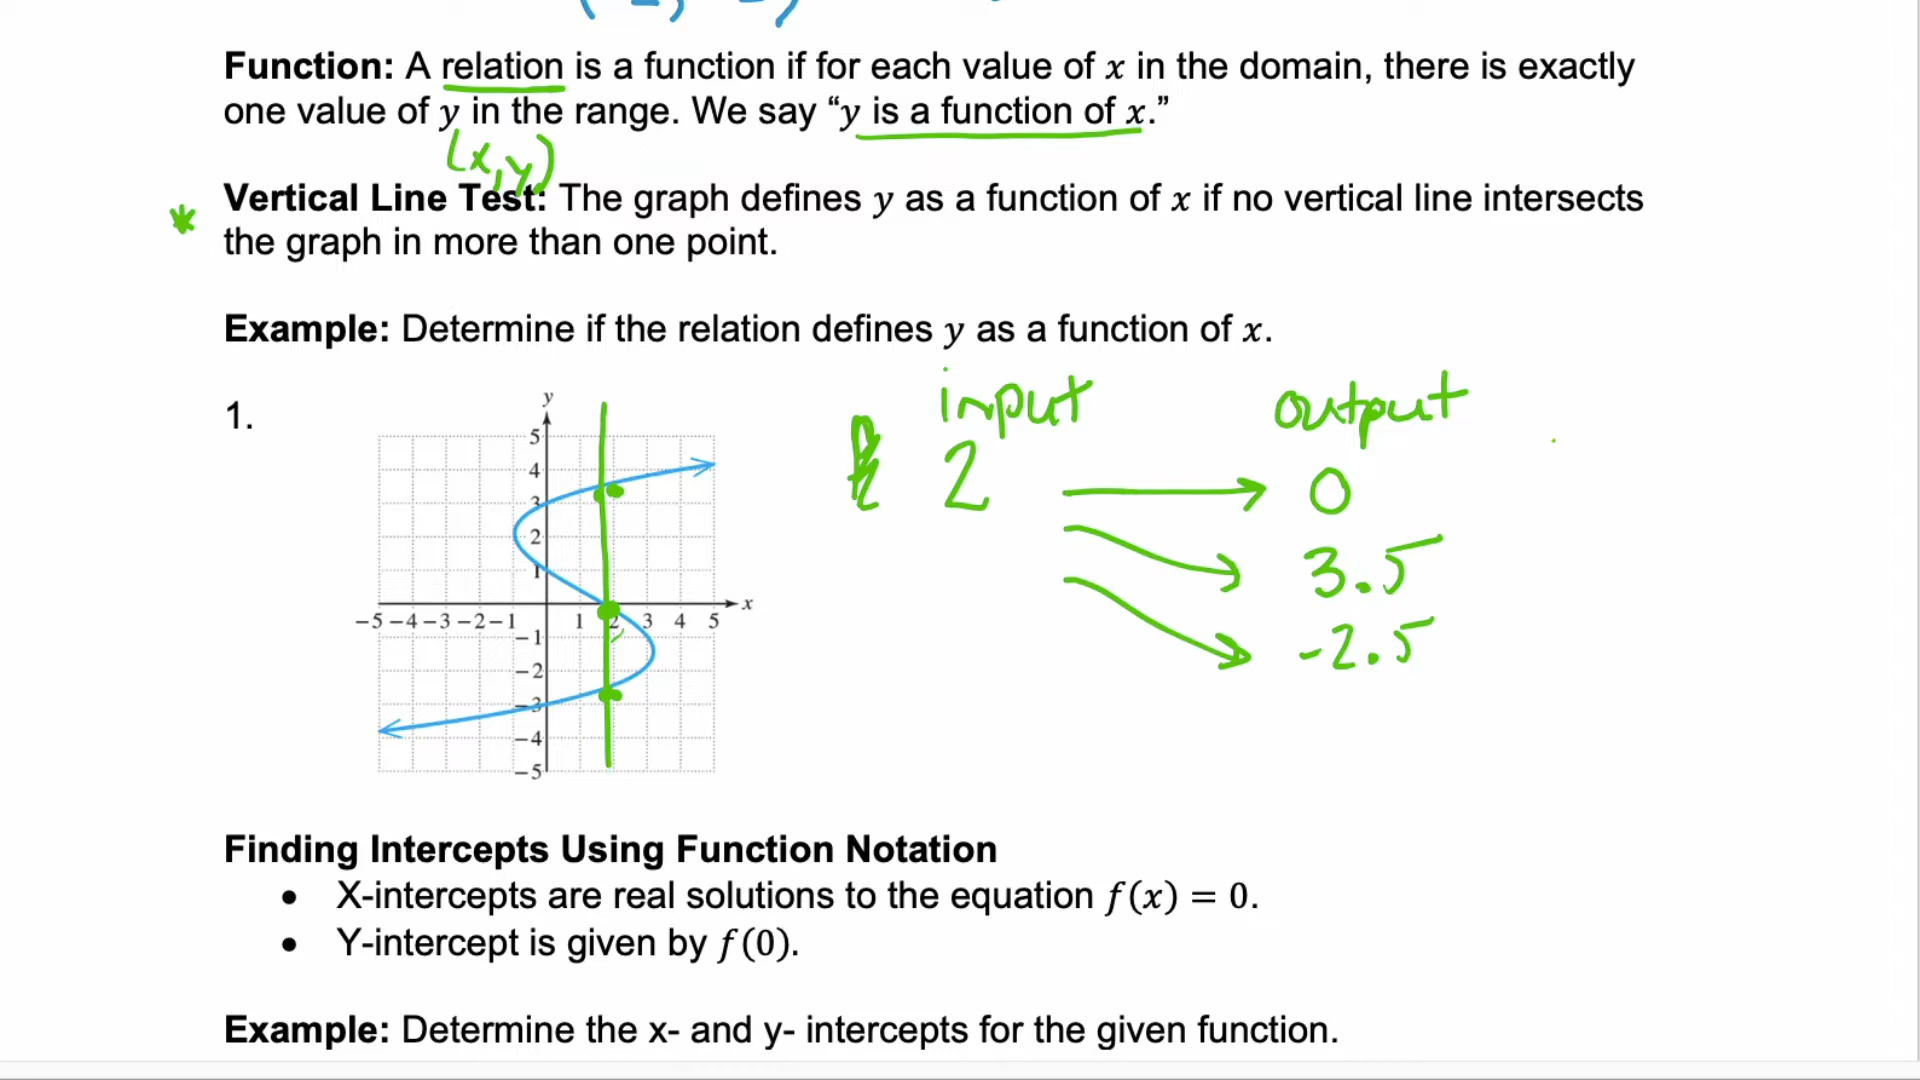 Function: A relation is a function if for each value of x in the domain, there is exactly
one value of y in the range. We say “y is a function of x.”
(x,y)
* Vertical Line Test: The graph defines y as a function of x if no vertical line intersects
the graph in more than one point.
Example: Determine if the relation defines y as a function of x.
input output
1.
y
5
4
3
2
1
-5 -4 -3 -2 -1 1 2 3 4 5 x
-1
-2
-3
-4
-5
2 0
3.5
-2.5
Finding Intercepts Using Function Notation
• X-intercepts are real solutions to the equation f(x) = 0.
• Y-intercept is given by f(0).
Example: Determine the x- and y- intercepts for the given function.